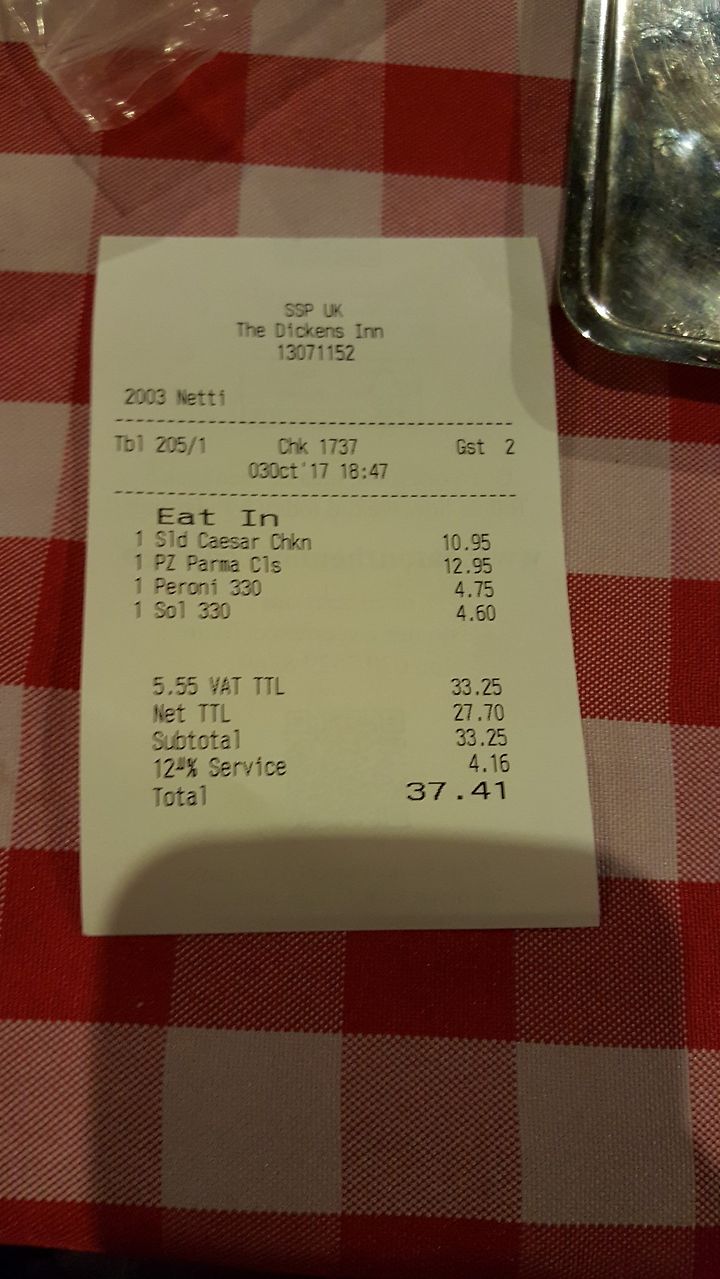 SSP UK
The Dickens Inn
13071152
2003 Netti
Tbl 205/1 Chk 1737 Gst 2
03Oct'17 18:47
Eat In
1 Sld Caesar Chkn 10.95
1 PZ Parma Cls 12.95
1 Peroni 330 4.75
1 Sol 330 4.60
5.55 VAT TTL 33.25
Net TTL 27.70
Subtotal 33.25
Service 4.16
Total 37.41